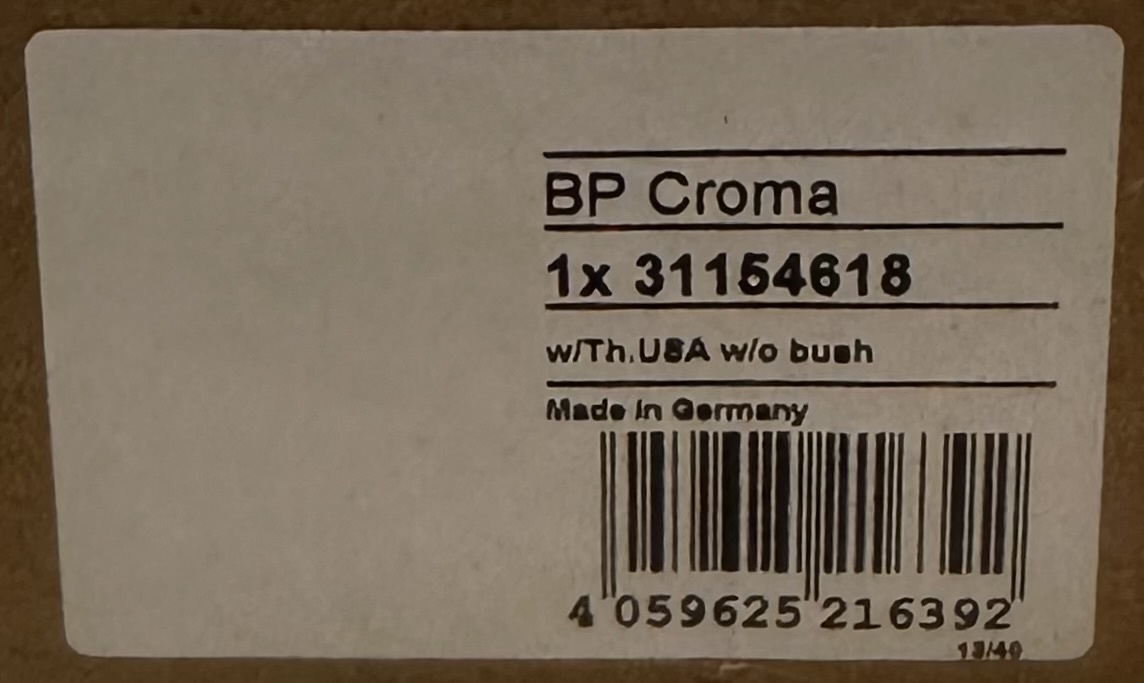 BP Croma
1x 31154618
w/Th.USA w/o bush
Made in Germany
4 059625 216392
13/40